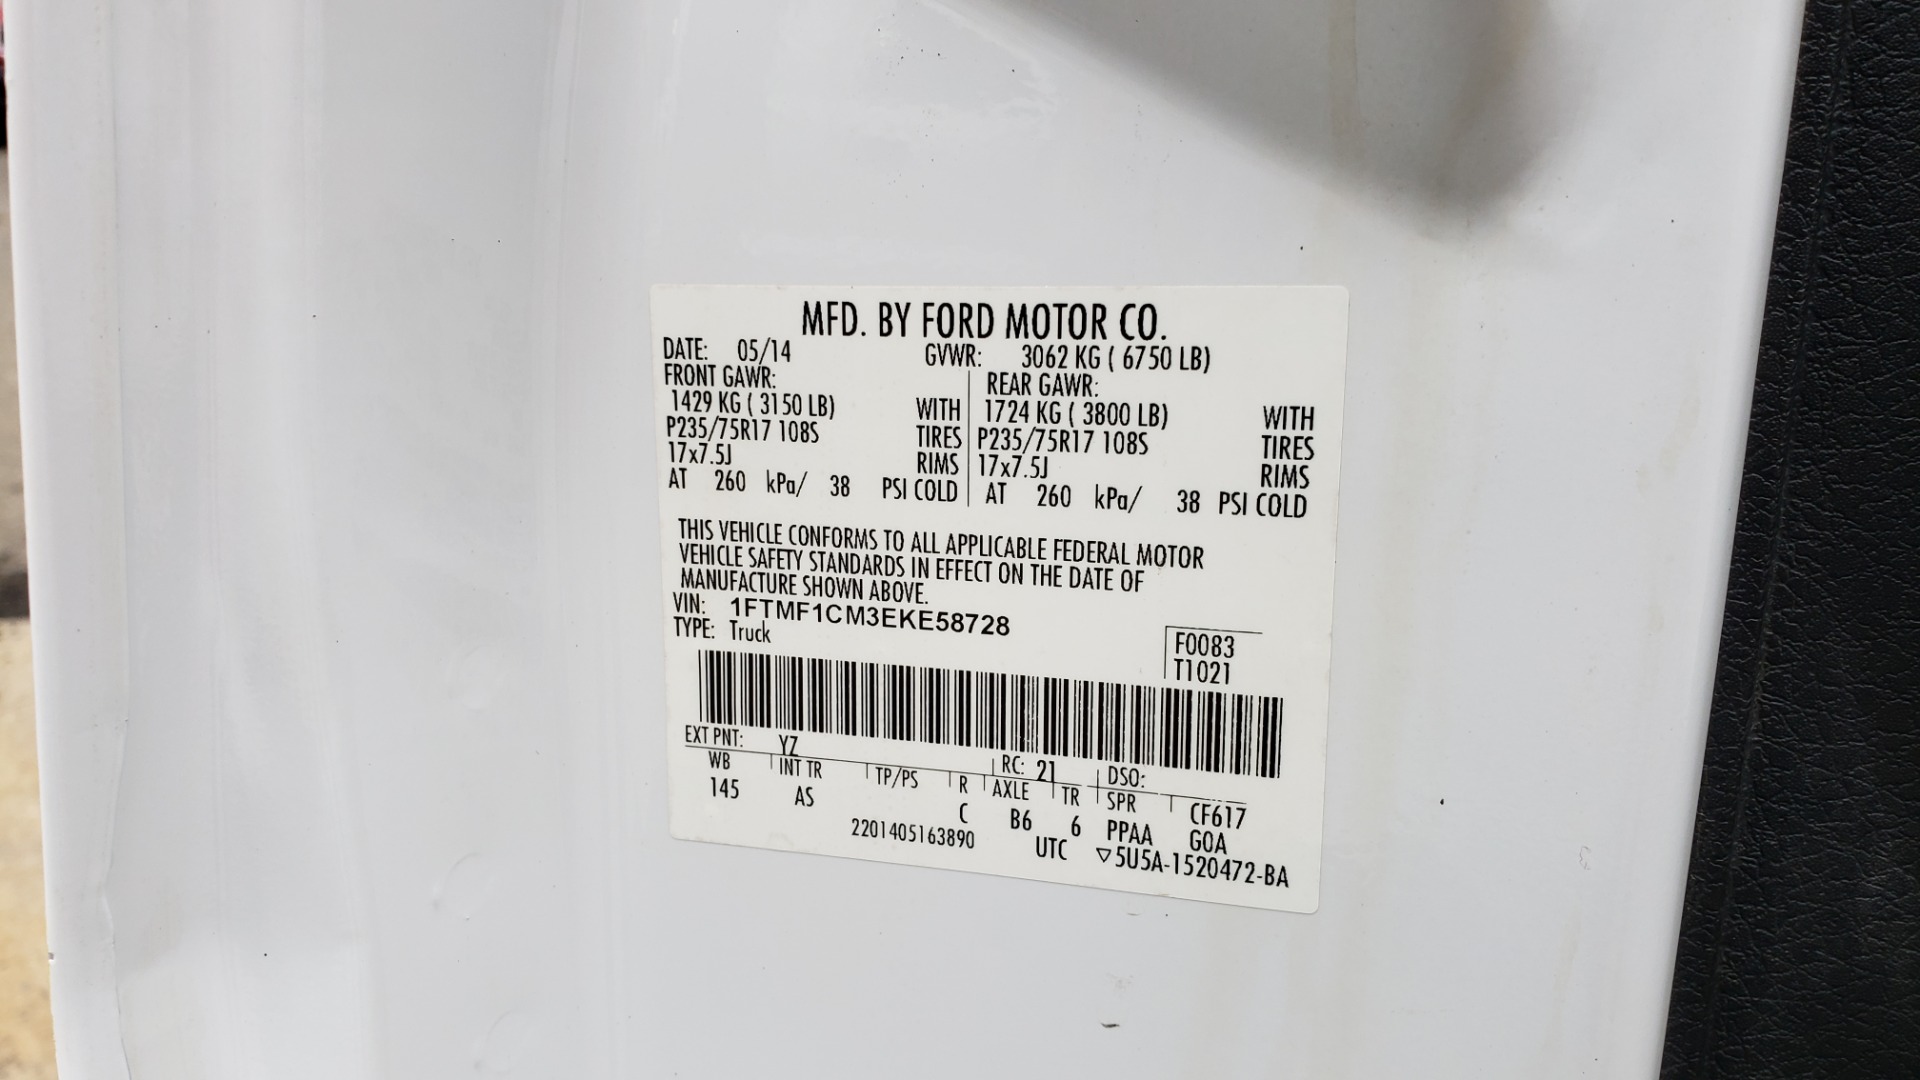 MFD. BY FORD MOTOR CO.
DATE: 05/14 GVWR: 3062 KG ( 6750 LB)
FRONT GAWR: REAR GAWR:
1429 KG ( 3150 LB) WITH 1724 KG ( 3800 LB) WITH
P235/75R17 108S TIRES P235/75R17 108S TIRES
17x7.5J RIMS 17x7.5J RIMS
AT 260 kPa/ 38 PSI COLD AT 260 kPa/ 38 PSI COLD
THIS VEHICLE CONFORMS TO ALL APPLICABLE FEDERAL MOTOR
VEHICLE SAFETY STANDARDS IN EFFECT ON THE DATE OF
MANUFACTURE SHOWN ABOVE.
VIN: 1FTMF1CM3EKE58728
TYPE: Truck
F0083
T1021
EXT PNT: YZ RC: 21 DSO:
WB INT TR TP/PS R AXLE TR SPR CF617
145 AS C B6 6 PPAA GOA
2201405163890 UTC ▽5U5A-1520472-BA